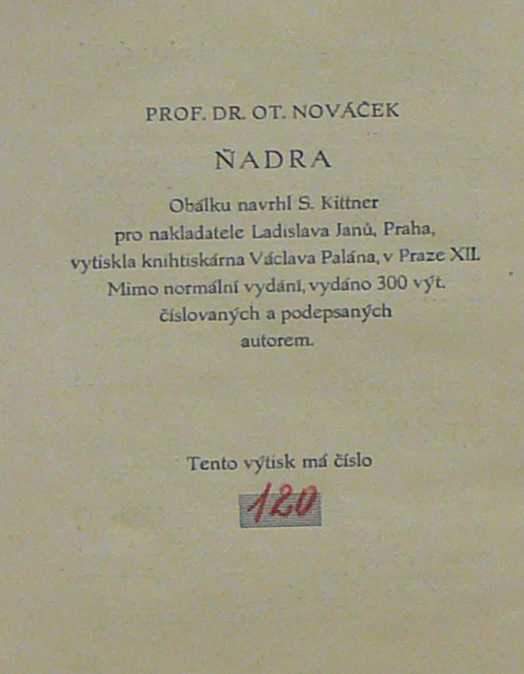 PROF. DR. OT. NOVÁČEK
ŇADRA
Obálku navrhl S. Kittner
pro nakladatele Ladislava Janů, Praha,
vytiskla knihtiskárna Václava Palána, v Praze XII.
Mimo normální vydání, vydáno 300 výt.
číslovaných a podepsaných
autorem.
Tento výtisk má číslo
120